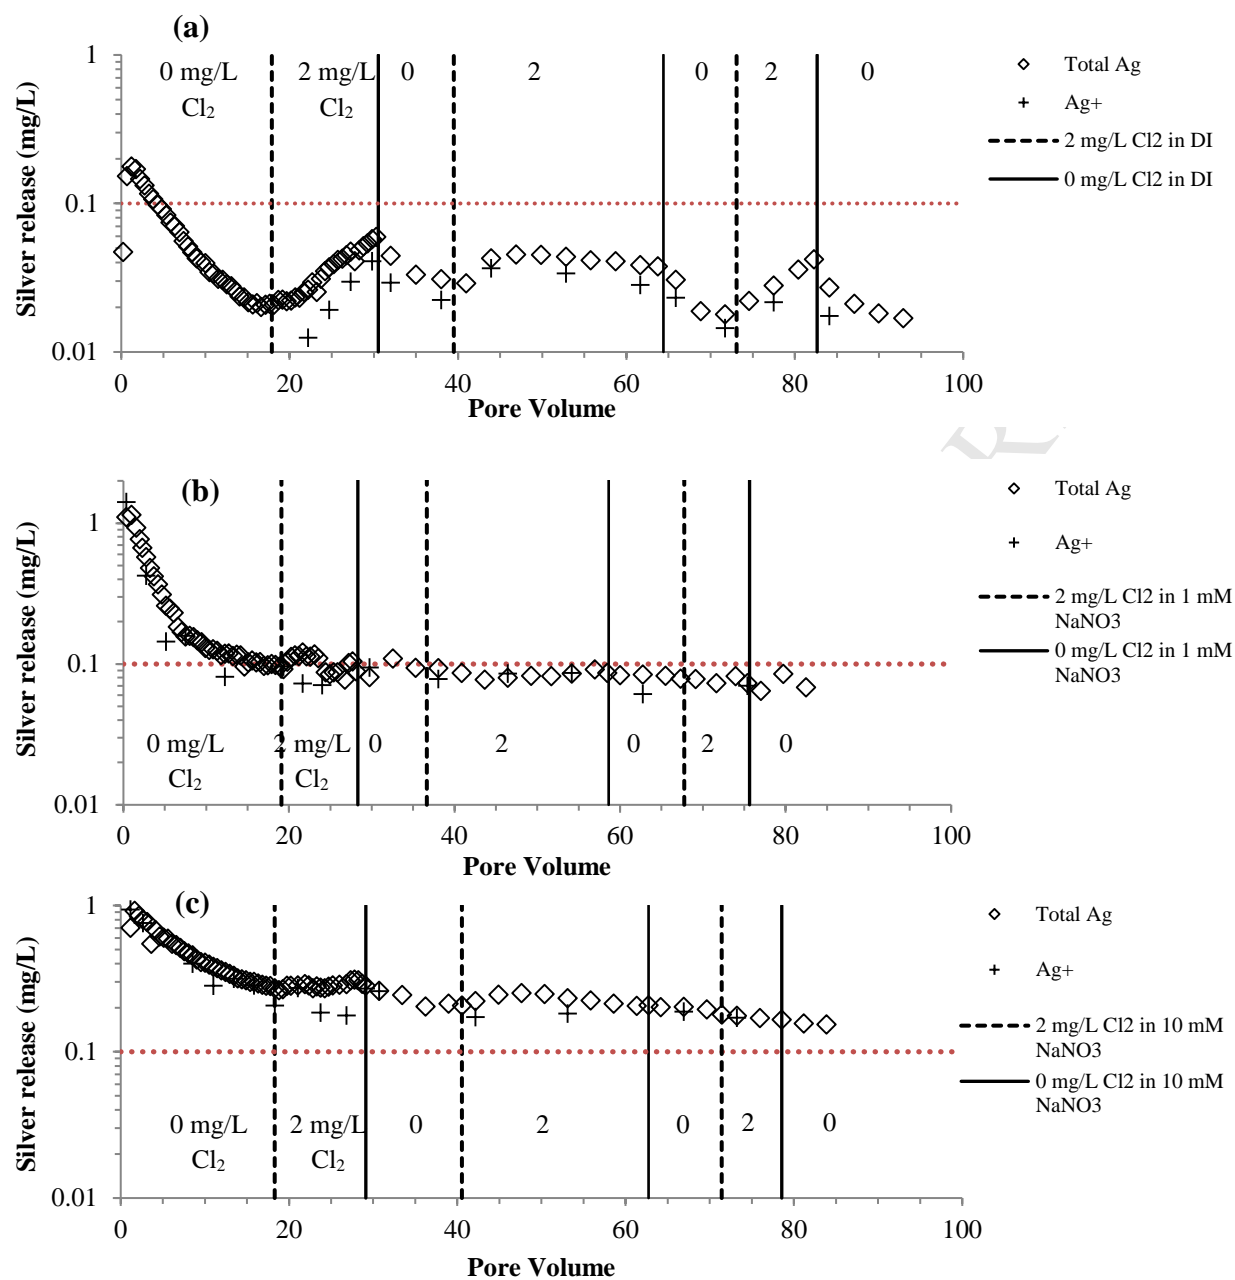 (a)
1
0.1
0.01
Silver release (mg/L)
0 mg/L
Cl₂
2 mg/L
Cl₂
0
2
0
2
0
0
20
40
60
80
100
Pore Volume
Total Ag
Ag+
2 mg/L Cl2 in DI
0 mg/L Cl2 in DI
(b)
1
0.1
0.01
Silver release (mg/L)
0 mg/L
Cl₂
2 mg/L
Cl₂
0
2
0
2
0
0
20
40
60
80
100
Pore Volume
Total Ag
Ag+
2 mg/L Cl2 in 1 mM
NaNO3
0 mg/L Cl2 in 1 mM
NaNO3
(c)
1
0.1
0.01
Silver release (mg/L)
0 mg/L
Cl₂
2 mg/L
Cl₂
0
2
0
2
0
0
20
40
60
80
100
Pore Volume
Total Ag
Ag+
2 mg/L Cl2 in 10 mM
NaNO3
0 mg/L Cl2 in 10 mM
NaNO3